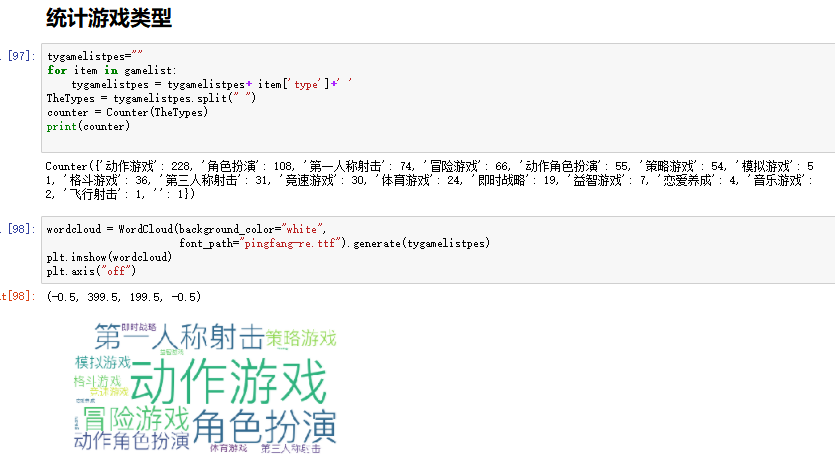 统计游戏类型
[97]:
tygamelistpes=""
for item in gamelist:
    tygamelistpes = tygamelistpes+ item['type']+' '
TheTypes = tygamelistpes.split(" ")
counter = Counter(TheTypes)
print(counter)
Counter({'动作游戏': 228, '角色扮演': 108, '第一人称射击': 74, '冒险游戏': 66, '动作角色扮演': 55, '策略游戏': 54, '模拟游戏': 5
1, '格斗游戏': 36, '第三人称射击': 31, '竞速游戏': 30, '体育游戏': 24, '即时战略': 19, '益智游戏': 7, '恋爱养成': 4, '音乐游戏':
2, '飞行射击': 1, '': 1})
[98]:
wordcloud = WordCloud(background_color="white",
                      font_path="pingfang-re.ttf").generate(tygamelistpes)
plt.imshow(wordcloud)
plt.axis("off")
t[98]:
(-0.5, 399.5, 199.5, -0.5)
即时战略
第一人称射击
策略游戏
模拟游戏
格斗游戏
动作游戏
竞速游戏
冒险游戏
角色扮演
动作角色扮演
体育游戏
第三人称射击